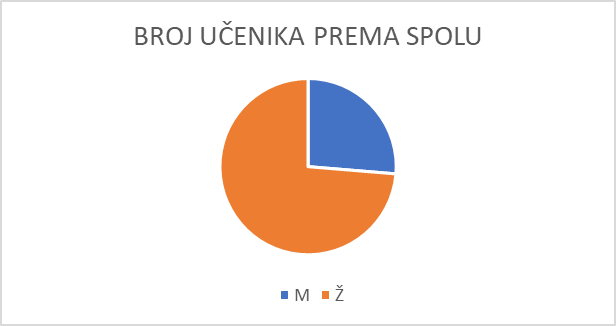 BROJ UČENIKA PREMA SPOLU
M Ž